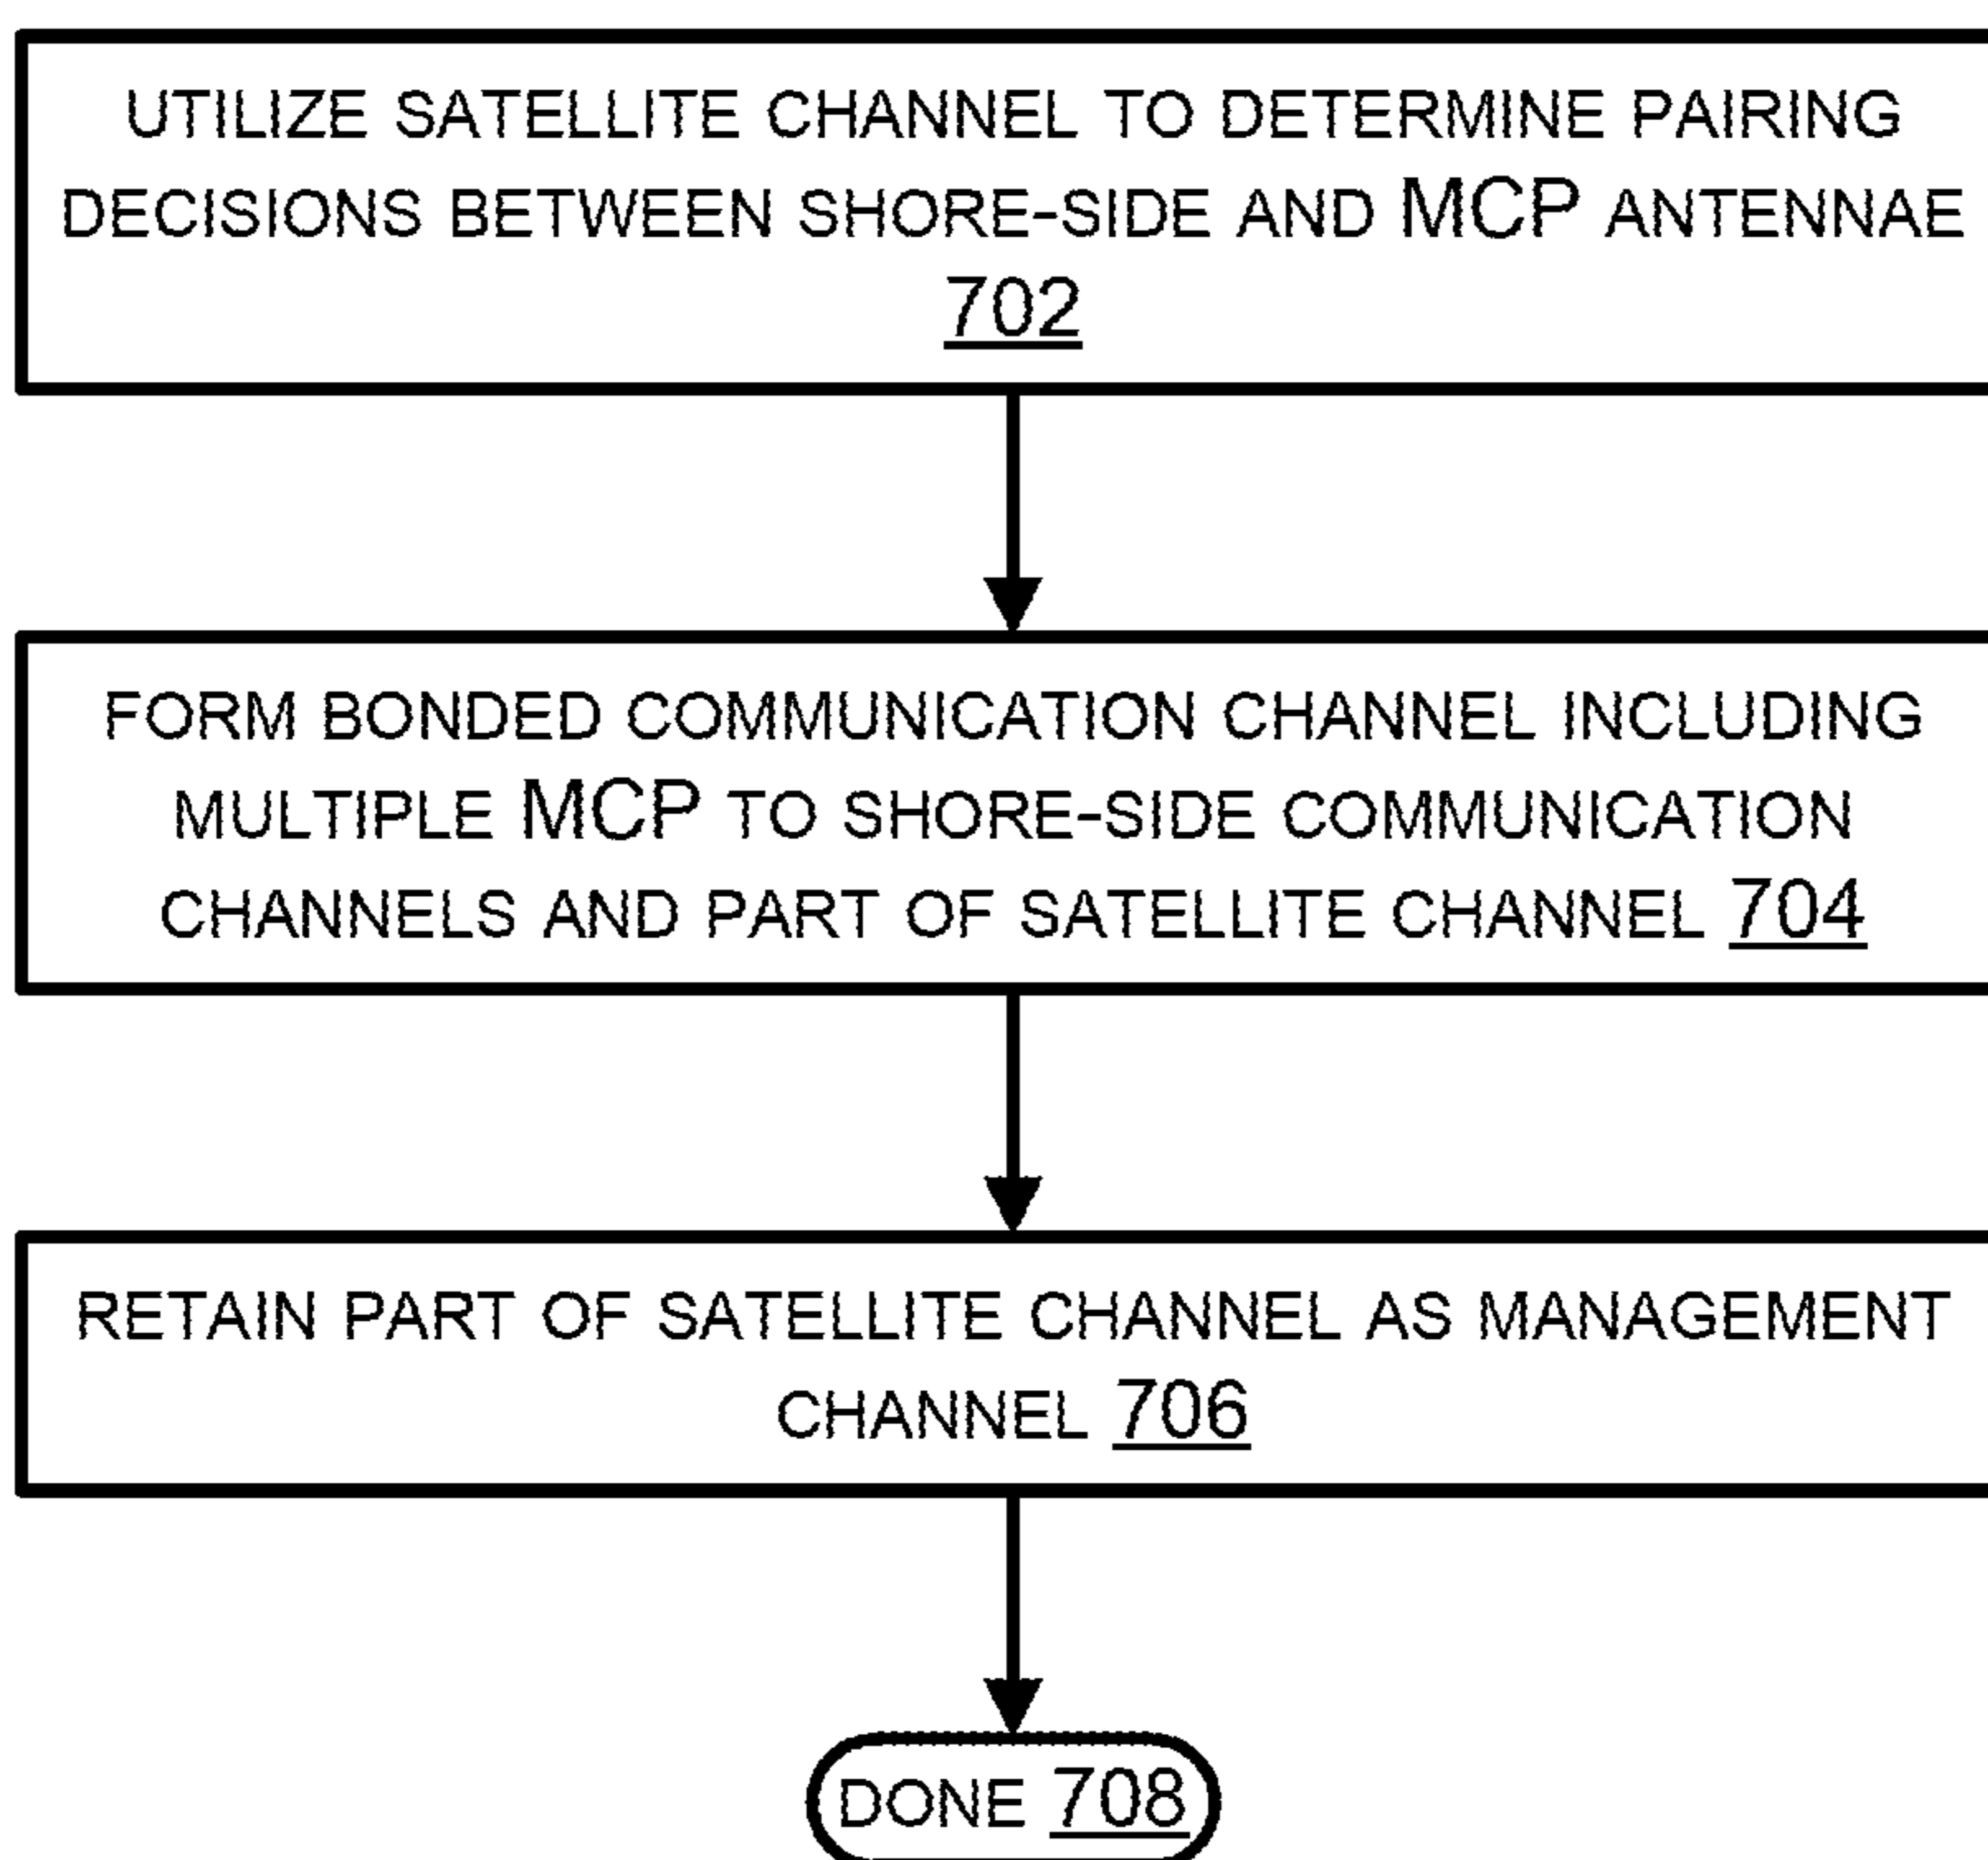 UTILIZE SATELLITE CHANNEL TO DETERMINE PAIRING
DECISIONS BETWEEN SHORE-SIDE AND MCP ANTENNAE
702
FORM BONDED COMMUNICATION CHANNEL INCLUDING
MULTIPLE MCP TO SHORE-SIDE COMMUNICATION
CHANNELS AND PART OF SATELLITE CHANNEL 704
RETAIN PART OF SATELLITE CHANNEL AS MANAGEMENT
CHANNEL 706
DONE 708